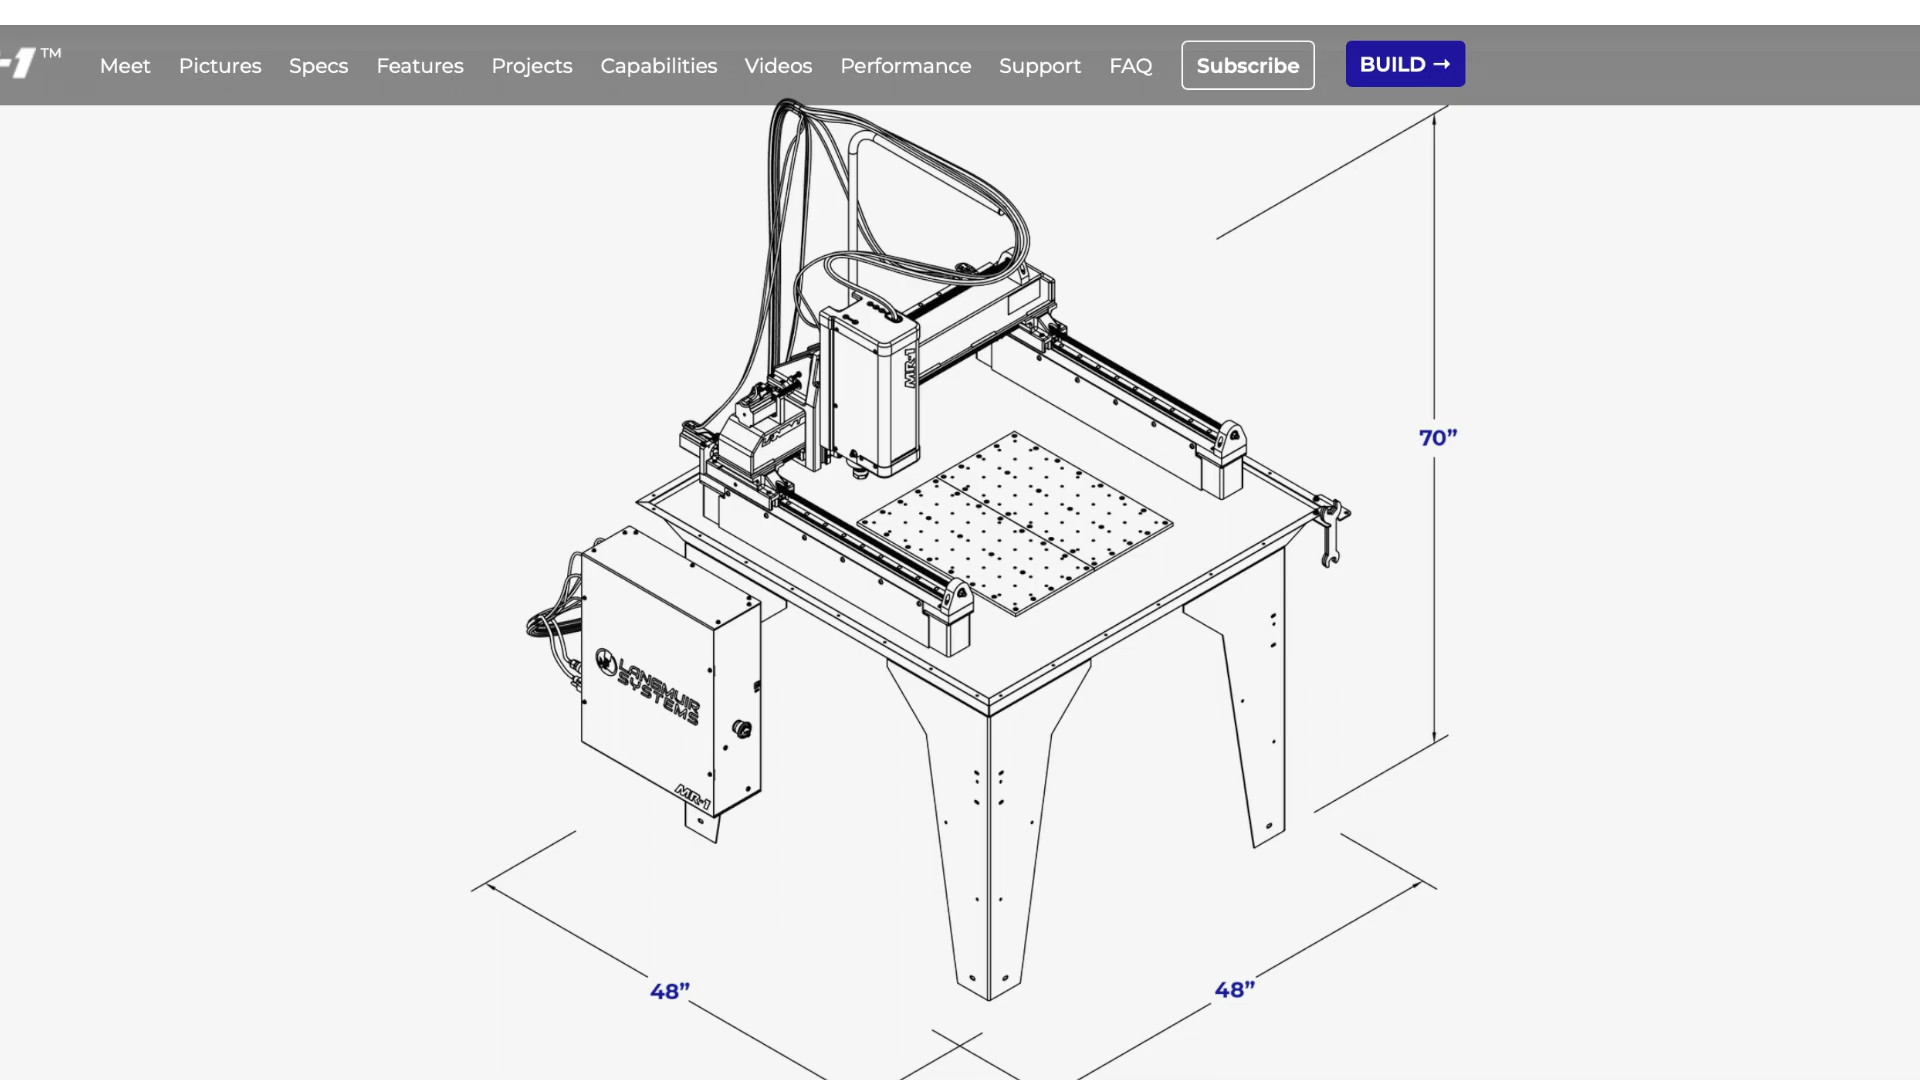 -1™
Meet Pictures Specs Features Projects Capabilities Videos Performance Support FAQ Subscribe BUILD →
MR-1
70”
LANGMUIR
SYSTEMS
MR-1
48”
48”